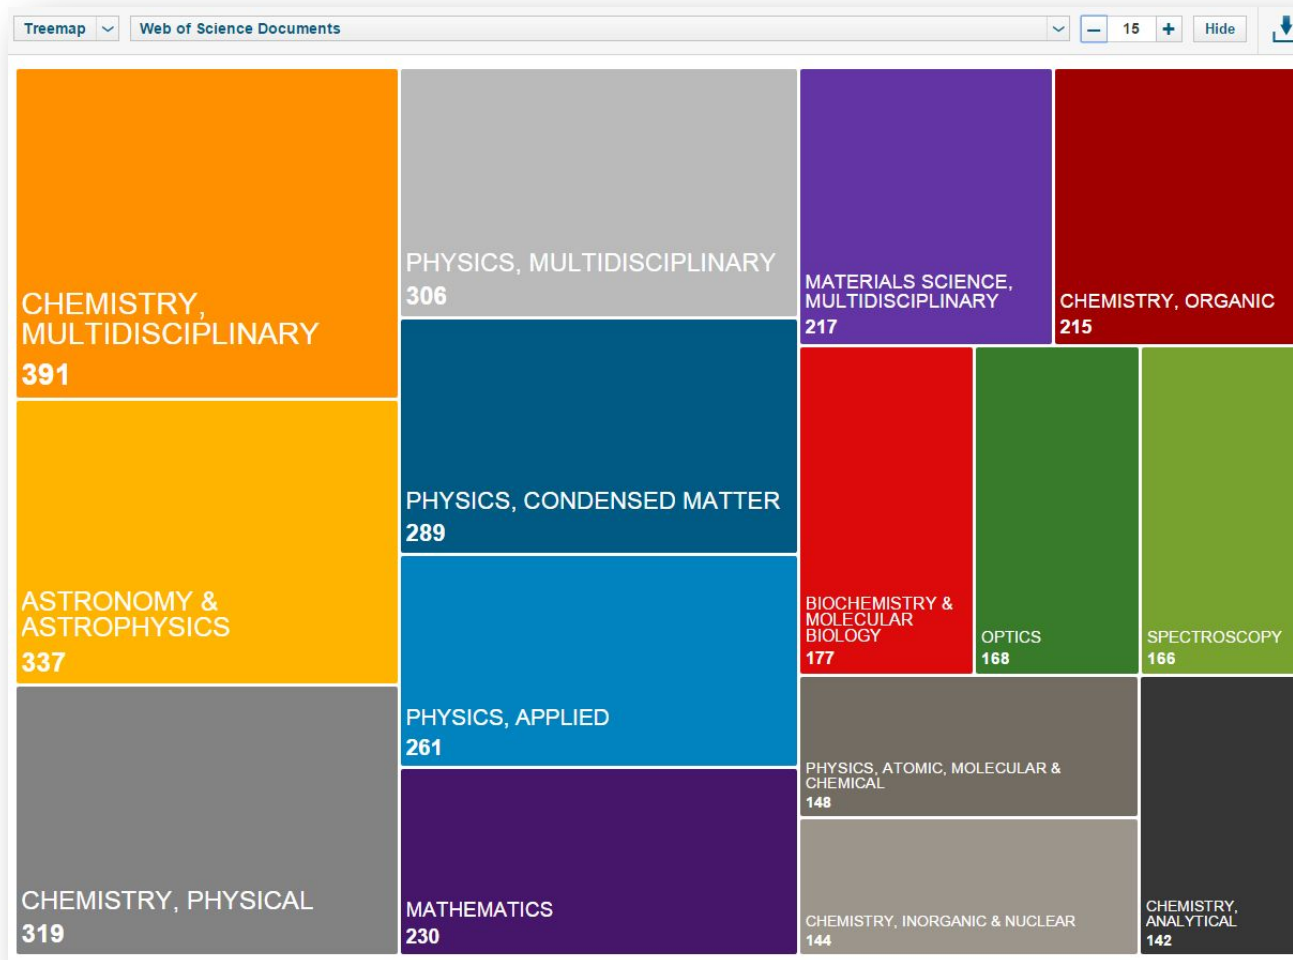 Treemap
Web of Science Documents
15
Hide
CHEMISTRY,
MULTIDISCIPLINARY
391
ASTRONOMY &
ASTROPHYSICS
337
CHEMISTRY, PHYSICAL
319
PHYSICS, MULTIDISCIPLINARY
306
PHYSICS, CONDENSED MATTER
289
PHYSICS, APPLIED
261
MATHEMATICS
230
MATERIALS SCIENCE,
MULTIDISCIPLINARY
217
CHEMISTRY, ORGANIC
215
BIOCHEMISTRY &
MOLECULAR
BIOLOGY
177
OPTICS
168
SPECTROSCOPY
166
PHYSICS, ATOMIC, MOLECULAR &
CHEMICAL
148
CHEMISTRY, INORGANIC & NUCLEAR
144
CHEMISTRY,
ANALYTICAL
142